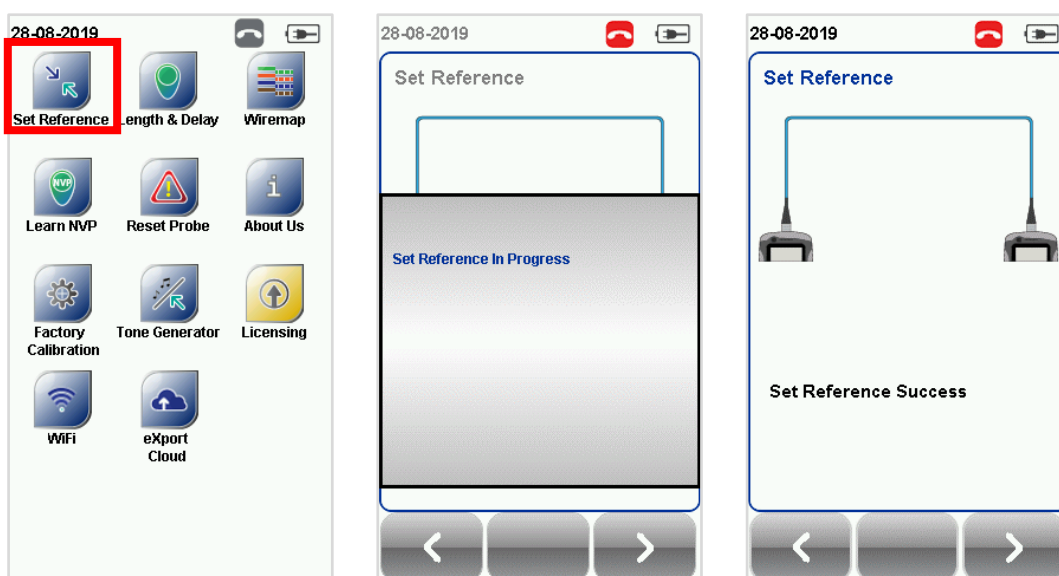 28-08-2019
Set Reference
Length & Delay
Wiremap
NVP
Learn NVP
Reset Probe
i
About Us
Factory
Calibration
Tone Generator
Licensing
WiFi
eXport
Cloud
28-08-2019
Set Reference
Set Reference In Progress
28-08-2019
Set Reference
Set Reference Success